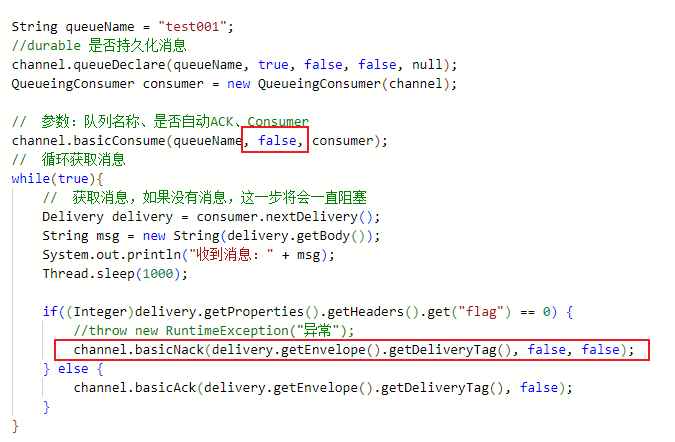 String queueName = "test001";
//durable 是否持久化消息
channel.queueDeclare(queueName, true, false, false, null);
QueueingConsumer consumer = new QueueingConsumer(channel);
//  参数：队列名称、是否自动ACK、Consumer
channel.basicConsume(queueName, false, consumer);
//  循环获取消息
while(true){
//  获取消息，如果没有消息，这一步将会一直阻塞
Delivery delivery = consumer.nextDelivery();
String msg = new String(delivery.getBody());
System.out.println("收到消息：" + msg);
Thread.sleep(1000);
if((Integer)delivery.getProperties().getHeaders().get("flag") == 0) {
//throw new RuntimeException("异常");
channel.basicNack(delivery.getEnvelope().getDeliveryTag(), false, false);
} else {
channel.basicAck(delivery.getEnvelope().getDeliveryTag(), false);
}
}